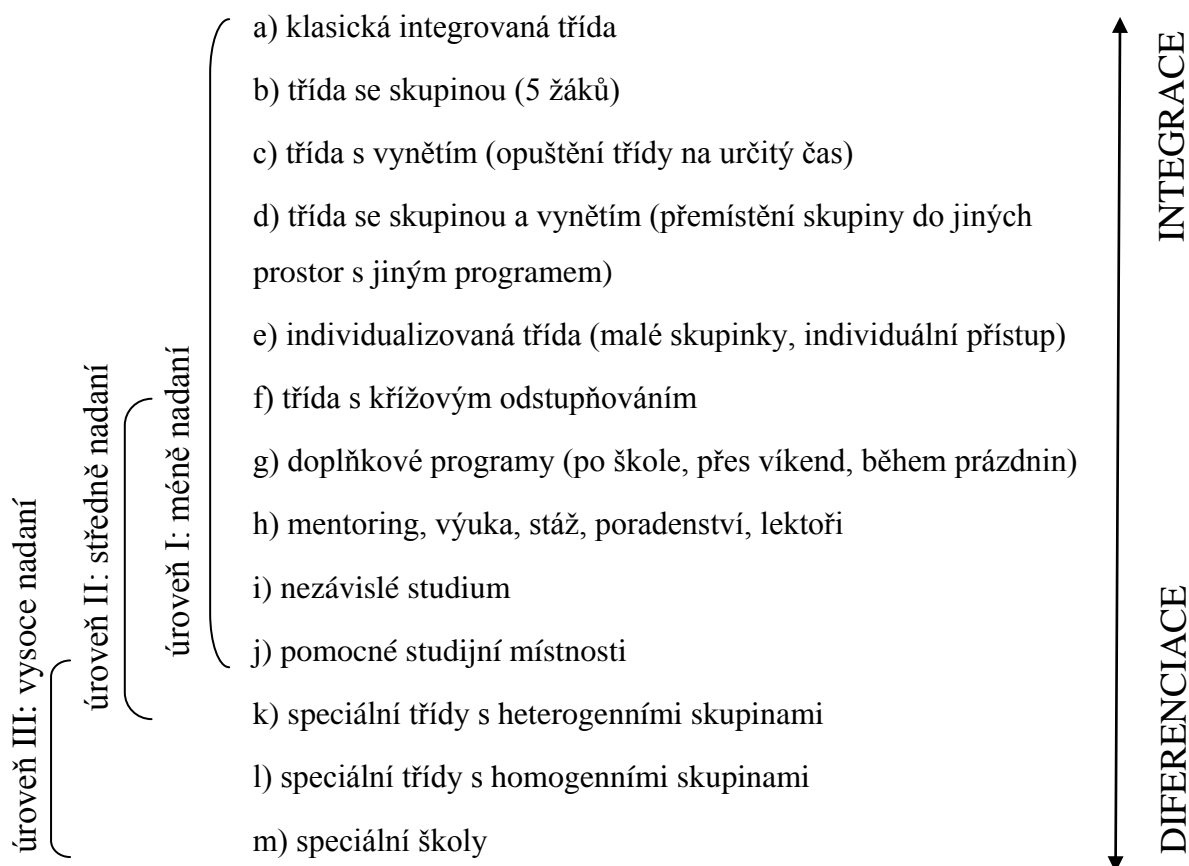 a) klasická integrovaná třída
b) třída se skupinou (5 žáků)
c) třída s vynětím (opuštění třídy na určitý čas)
d) třída se skupinou a vynětím (přemístění skupiny do jiných
prostor s jiným programem)
e) individualizovaná třída (malé skupinky, individuální přístup)
f) třída s křížovým odstupňováním
g) doplňkové programy (po škole, přes víkend, během prázdnin)
h) mentoring, výuka, stáž, poradenství, lektoři
i) nezávislé studium
j) pomocné studijní místnosti
k) speciální třídy s heterogenními skupinami
l) speciální třídy s homogenními skupinami
m) speciální školy
úroveň III: vysoce nadaní
úroveň II: středně nadaní
úroveň I: méně nadaní
INTEGRACE
DIFERENCIACE